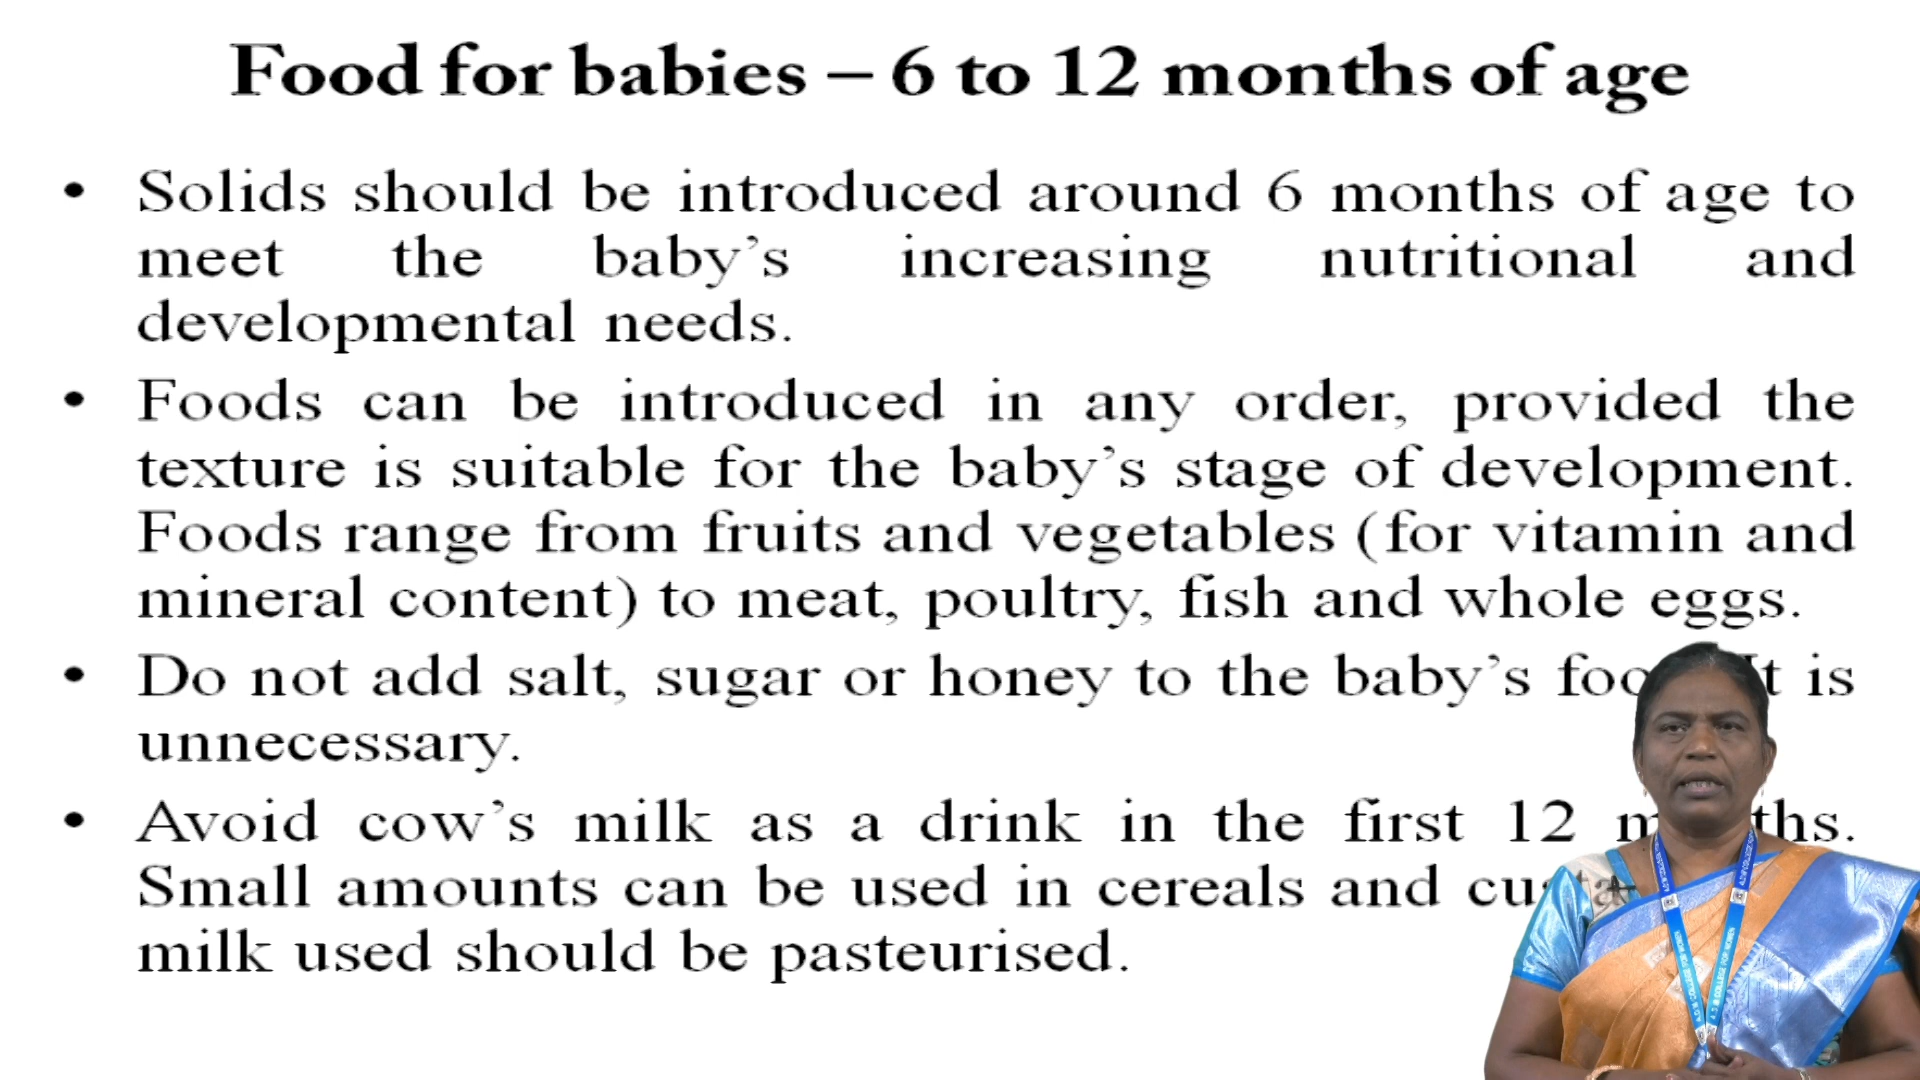 Food for babies – 6 to 12 months of age
• Solids should be introduced around 6 months of age to
meet the baby’s increasing nutritional and
developmental needs.
• Foods can be introduced in any order, provided the
texture is suitable for the baby’s stage of development.
Foods range from fruits and vegetables (for vitamin and
mineral content) to meat, poultry, fish and whole eggs.
• Do not add salt, sugar or honey to the baby’s is
unnecessary.
• Avoid cow’s milk as a drink in the first 12
Small amounts can be used in cereals and
milk used should be pasteurised.